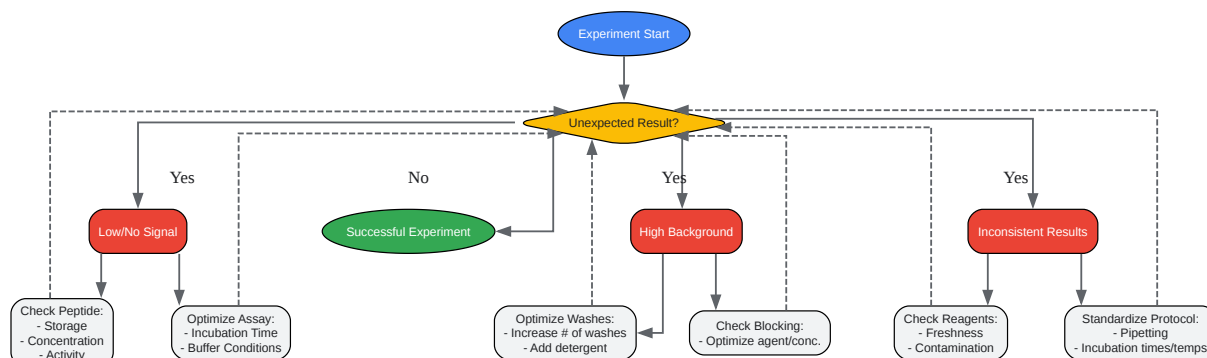 Experiment Start
Unexpected Result?
Yes
No
Yes
Yes
Low/No Signal
Successful Experiment
High Background
Inconsistent Results
Check Peptide:
- Storage
- Concentration
- Activity
Optimize Assay:
- Incubation Time
- Buffer Conditions
Optimize Washes:
- Increase # of washes
- Add detergent
Check Blocking:
- Optimize agent/conc.
Check Reagents:
- Freshness
- Contamination
Standardize Protocol:
- Pipetting
- Incubation times/temps